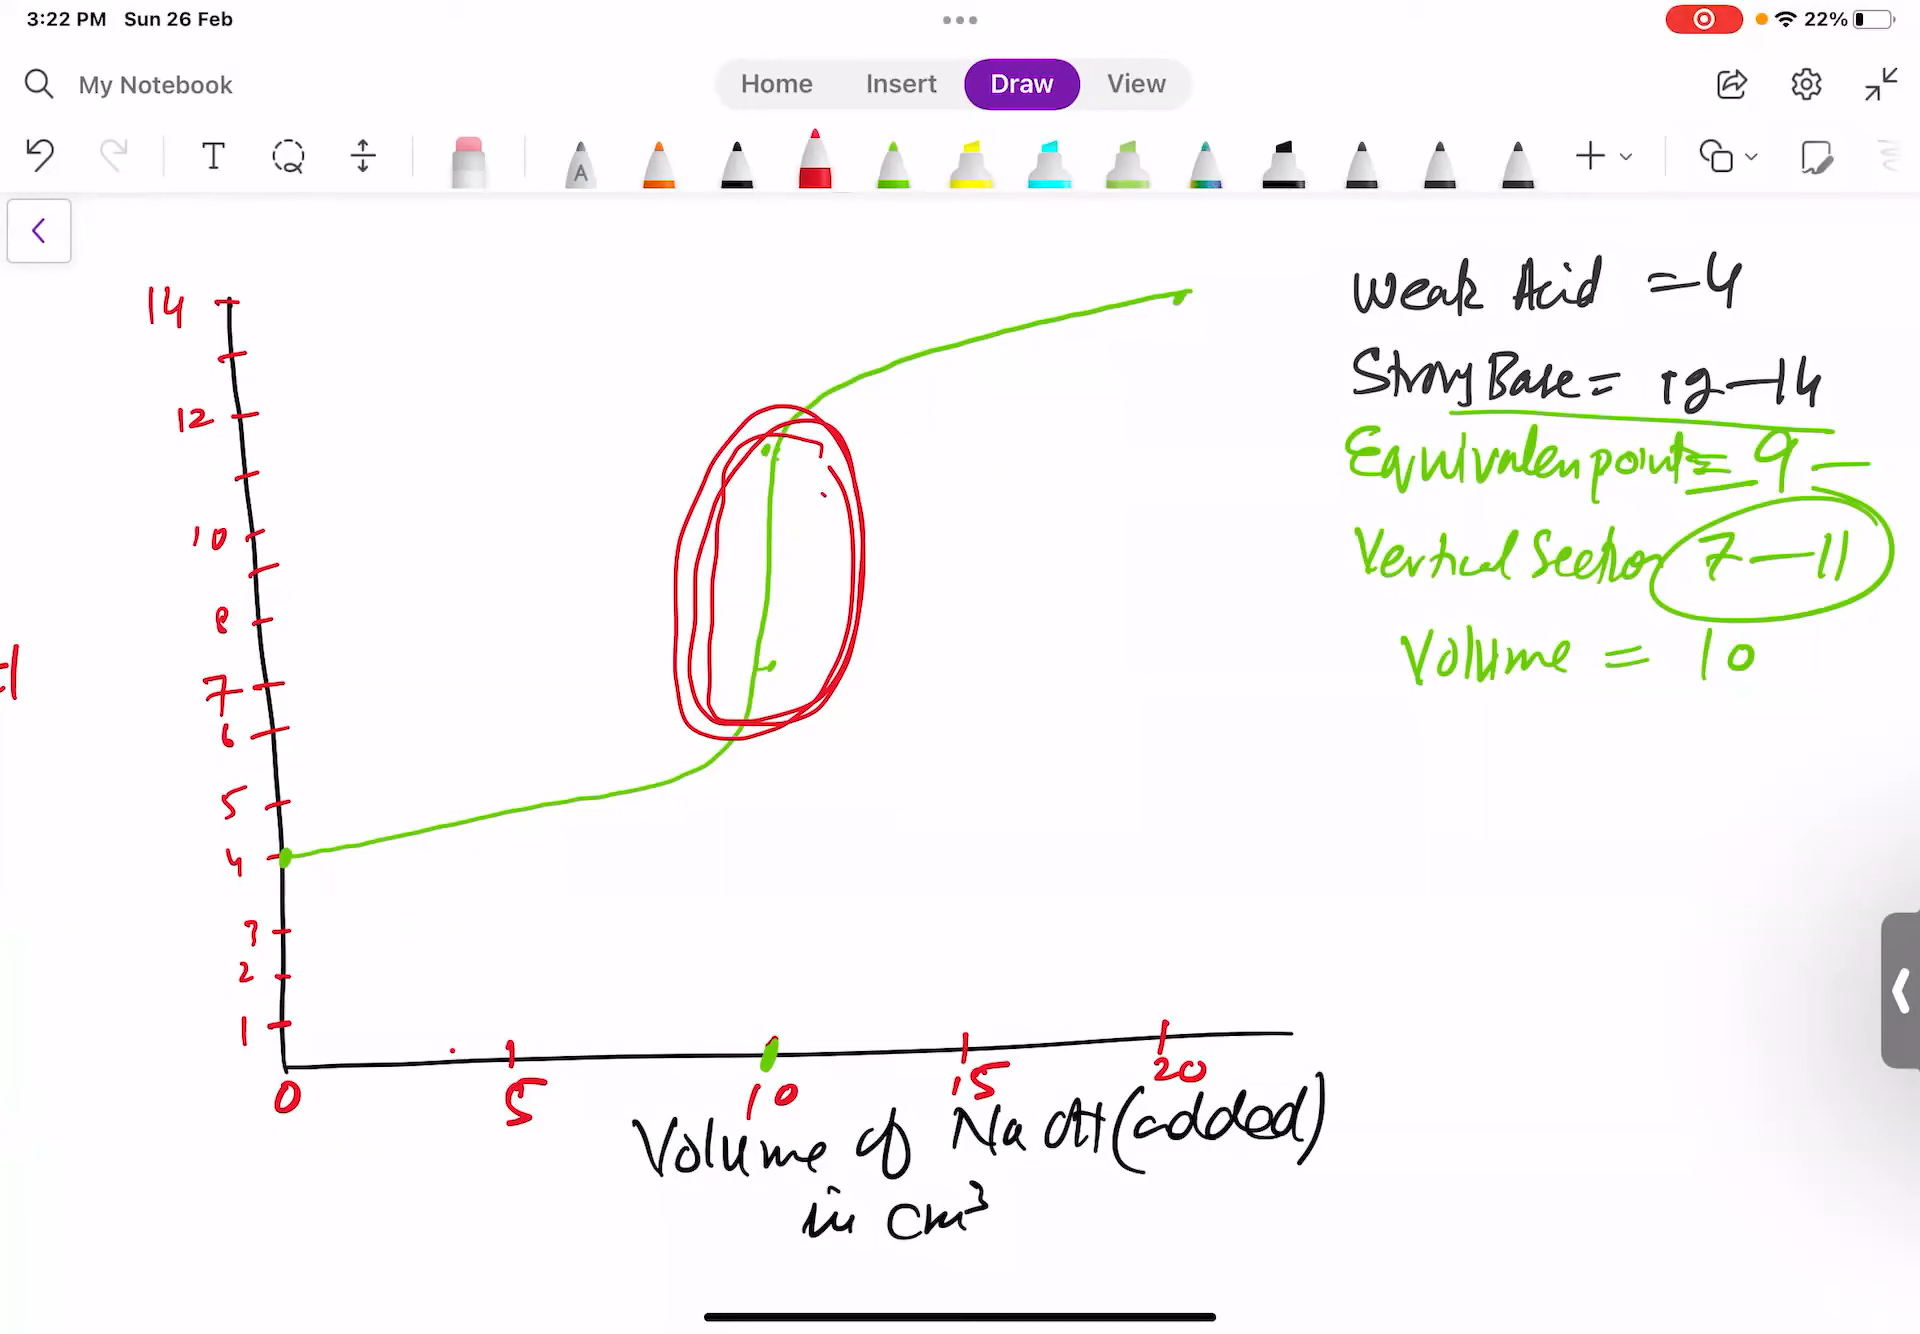 3:22 PM Sun 26 Feb
22%
My Notebook
Home Insert Draw View
T
A
14
12
10
8
7
6
5
4
3
2
1
0 5 10 15 20
Volume of NaOH (added)
in cm³
Weak Acid = 4
Strong Base = 12-14
Equivalen point = 9
Vertical Section 7-11
Volume = 10